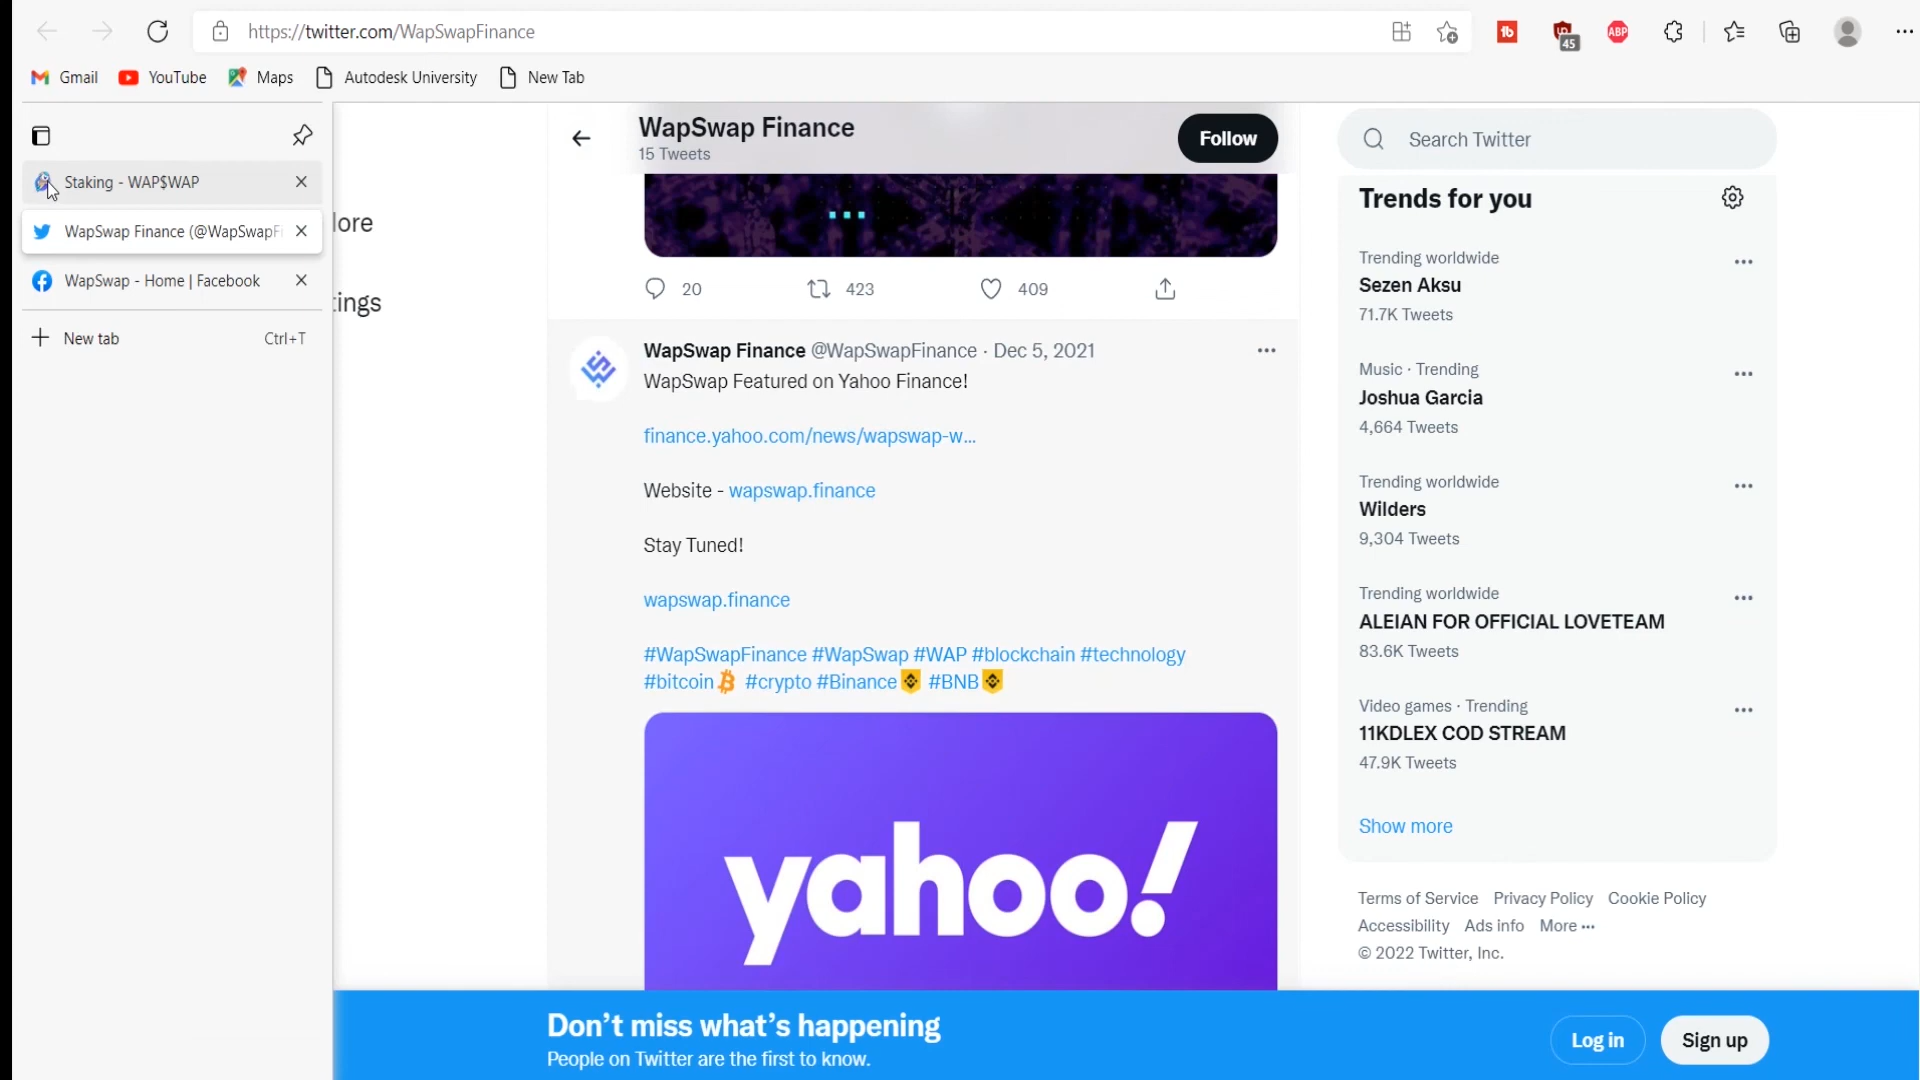 https://twitter.com/WapSwapFinance
45
ABP
Gmail
YouTube
Maps
Autodesk University
New Tab
Staking - WAP$WAP
WapSwap Finance (@WapSwapFi
WapSwap - Home | Facebook
New tab
Ctrl+T
lore
tings
WapSwap Finance
15 Tweets
Follow
20
423
409
WapSwap Finance @WapSwapFinance · Dec 5, 2021
WapSwap Featured on Yahoo Finance!
finance.yahoo.com/news/wapswap-w...
Website - wapswap.finance
Stay Tuned!
wapswap.finance
#WapSwapFinance #WapSwap #WAP #blockchain #technology
#bitcoin #crypto #Binance #BNB
yahoo!
Search Twitter
Trends for you
Trending worldwide
Sezen Aksu
71.7K Tweets
Music · Trending
Joshua Garcia
4,664 Tweets
Trending worldwide
Wilders
9,304 Tweets
Trending worldwide
ALEIAN FOR OFFICIAL LOVETEAM
83.6K Tweets
Video games · Trending
11KDLEX COD STREAM
47.9K Tweets
Show more
Terms of Service Privacy Policy Cookie Policy
Accessibility Ads info More ···
© 2022 Twitter, Inc.
Don't miss what's happening
People on Twitter are the first to know.
Log in
Sign up